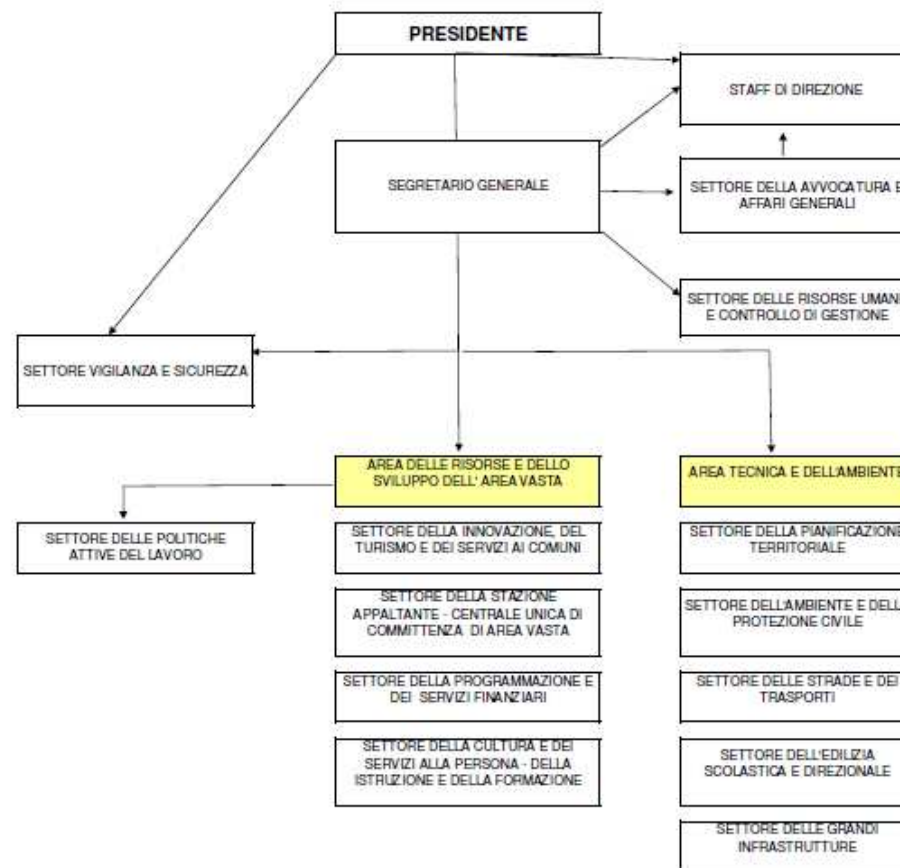 PRESIDENTE
STAFF DI DIREZIONE
SEGRETARIO GENERALE
SETTORE DELLA AVVOCATURA E
AFFARI GENERALI
SETTORE DELLE RISORSE UMANE
E CONTROLLO DI GESTIONE
SETTORE VIGILANZA E SICUREZZA
AREA DELLE RISORSE E DELLO
SVILUPPO DELL' AREA VASTA
AREA TECNICA E DELL'AMBIENTE
SETTORE DELLE POLITICHE
ATTIVE DEL LAVORO
SETTORE DELLA INNOVAZIONE, DEL
TURISMO E DEI SERVIZI AI COMUNI
SETTORE DELLA PIANIFICAZIONE
TERRITORIALE
SETTORE DELLA STAZIONE
APPALTANTE - CENTRALE UNICA DI
COMMITTENZA DI AREA VASTA
SETTORE DELL'AMBIENTE E
PROTEZIONE CIVILE
SETTORE DELLA PROGRAMMAZIONE E
DEI SERVIZI FINANZIARI
SETTORE DELLE STRADE E DEI
TRASPORTI
SETTORE DELLA CULTURA E DEI
SERVIZI ALLA PERSONA - DELLA
ISTRUZIONE E DELLA FORMAZIONE
SETTORE DELL'EDILIZIA
SCOLASTICA E DIREZIONALE
SETTORE DELLE GRANDI
INFRASTRUTTURE